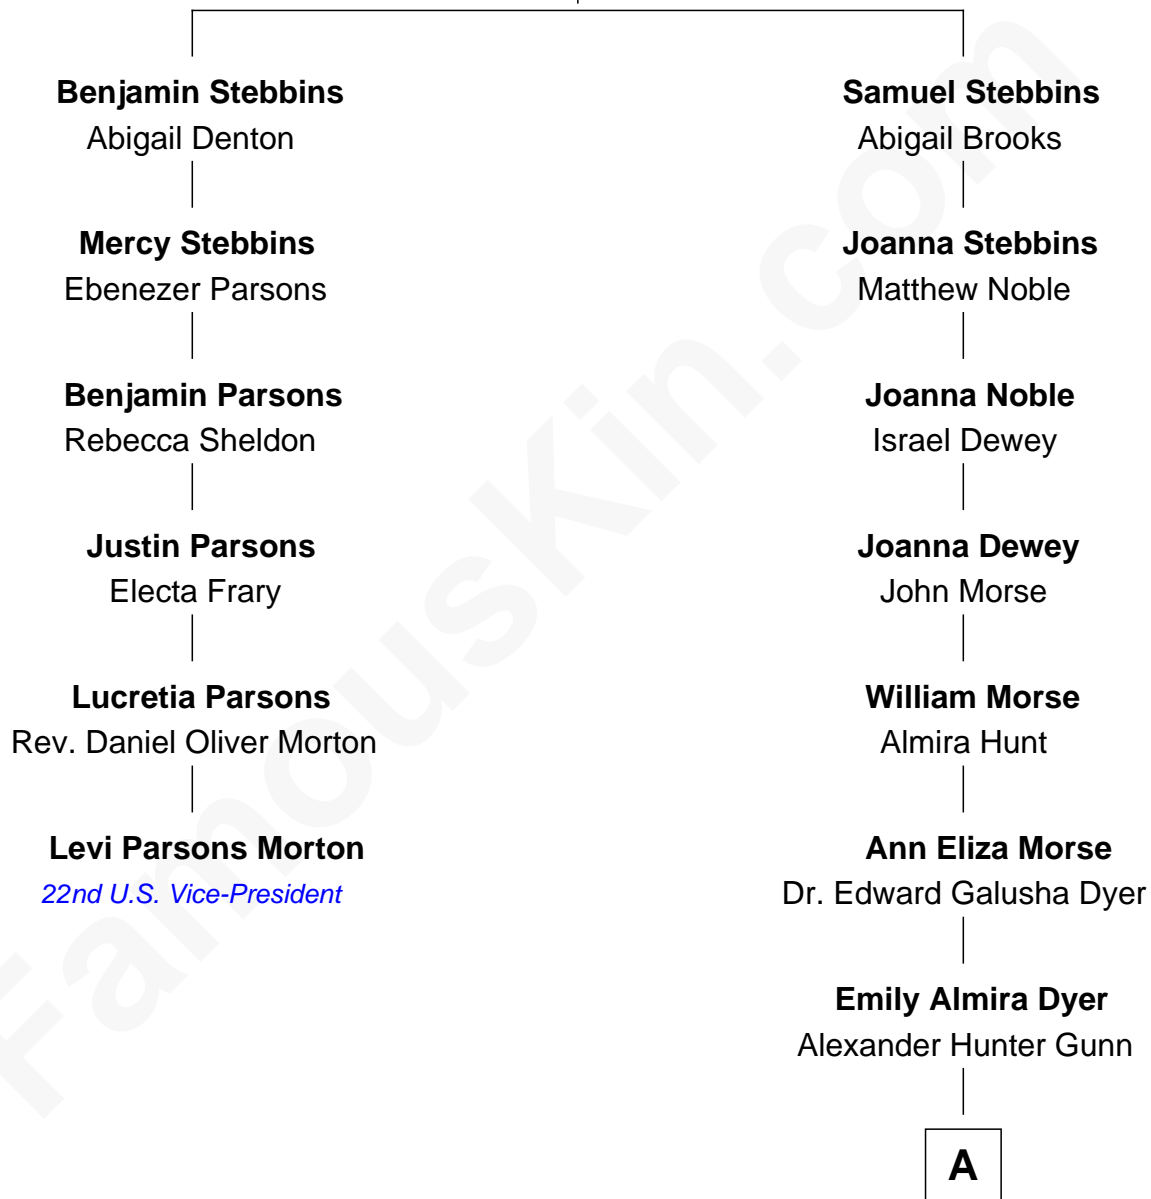 Benjamin Stebbins
Abigail Denton
Mercy Stebbins
Ebenezer Parsons
Benjamin Parsons
Rebecca Sheldon
Justin Parsons
Electa Frary
Lucretia Parsons
Rev. Daniel Oliver Morton
Levi Parsons Morton
22nd U.S. Vice-President
Samuel Stebbins
Abigail Brooks
Joanna Stebbins
Matthew Noble
Joanna Noble
Israel Dewey
Joanna Dewey
John Morse
William Morse
Almira Hunt
Ann Eliza Morse
Dr. Edward Galusha Dyer
Emily Almira Dyer
Alexander Hunter Gunn
A
FamousKin.com